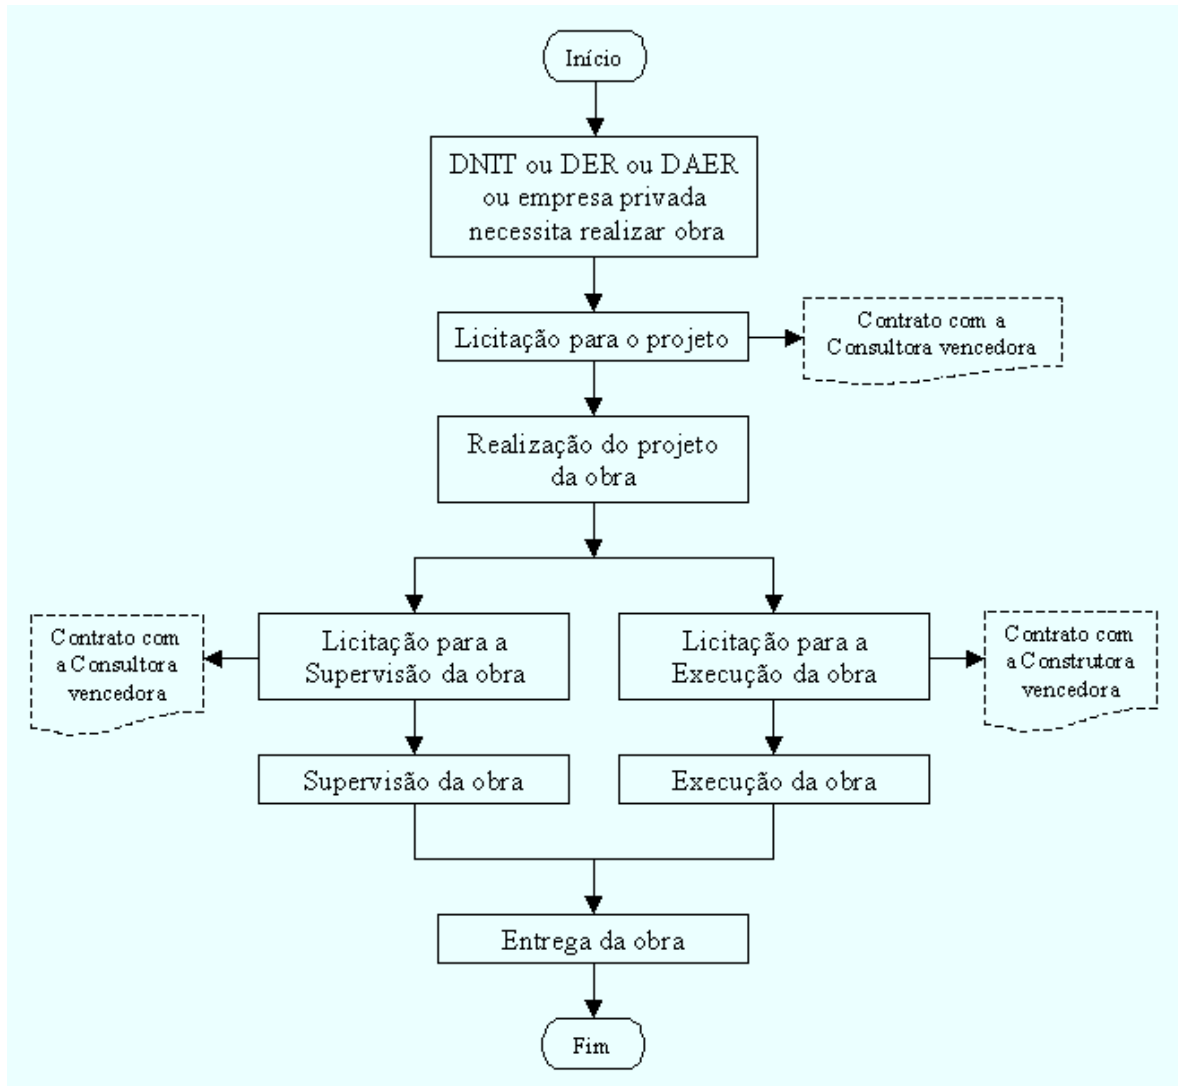 Início
DNIT ou DER ou DAER
ou empresa privada
necessita realizar obra
Licitação para o projeto
Contrato com a
Consultora vencedora
Realização do projeto
da obra
Contrato com
a Consultora
vencedora
Licitação para a
Supervisão da obra
Licitação para a
Execução da obra
Contrato com
a Construtora
vencedora
Supervisão da obra
Execução da obra
Entrega da obra
Fim